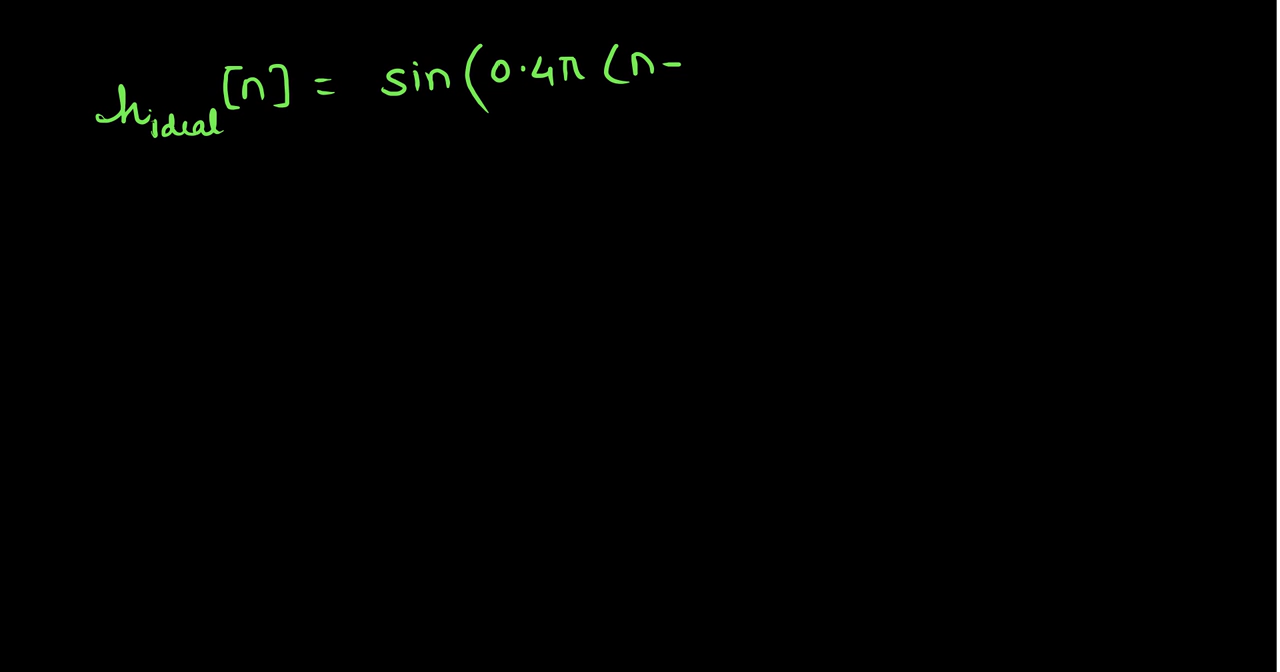 h_ideal[n] = sin(0.4π(n-